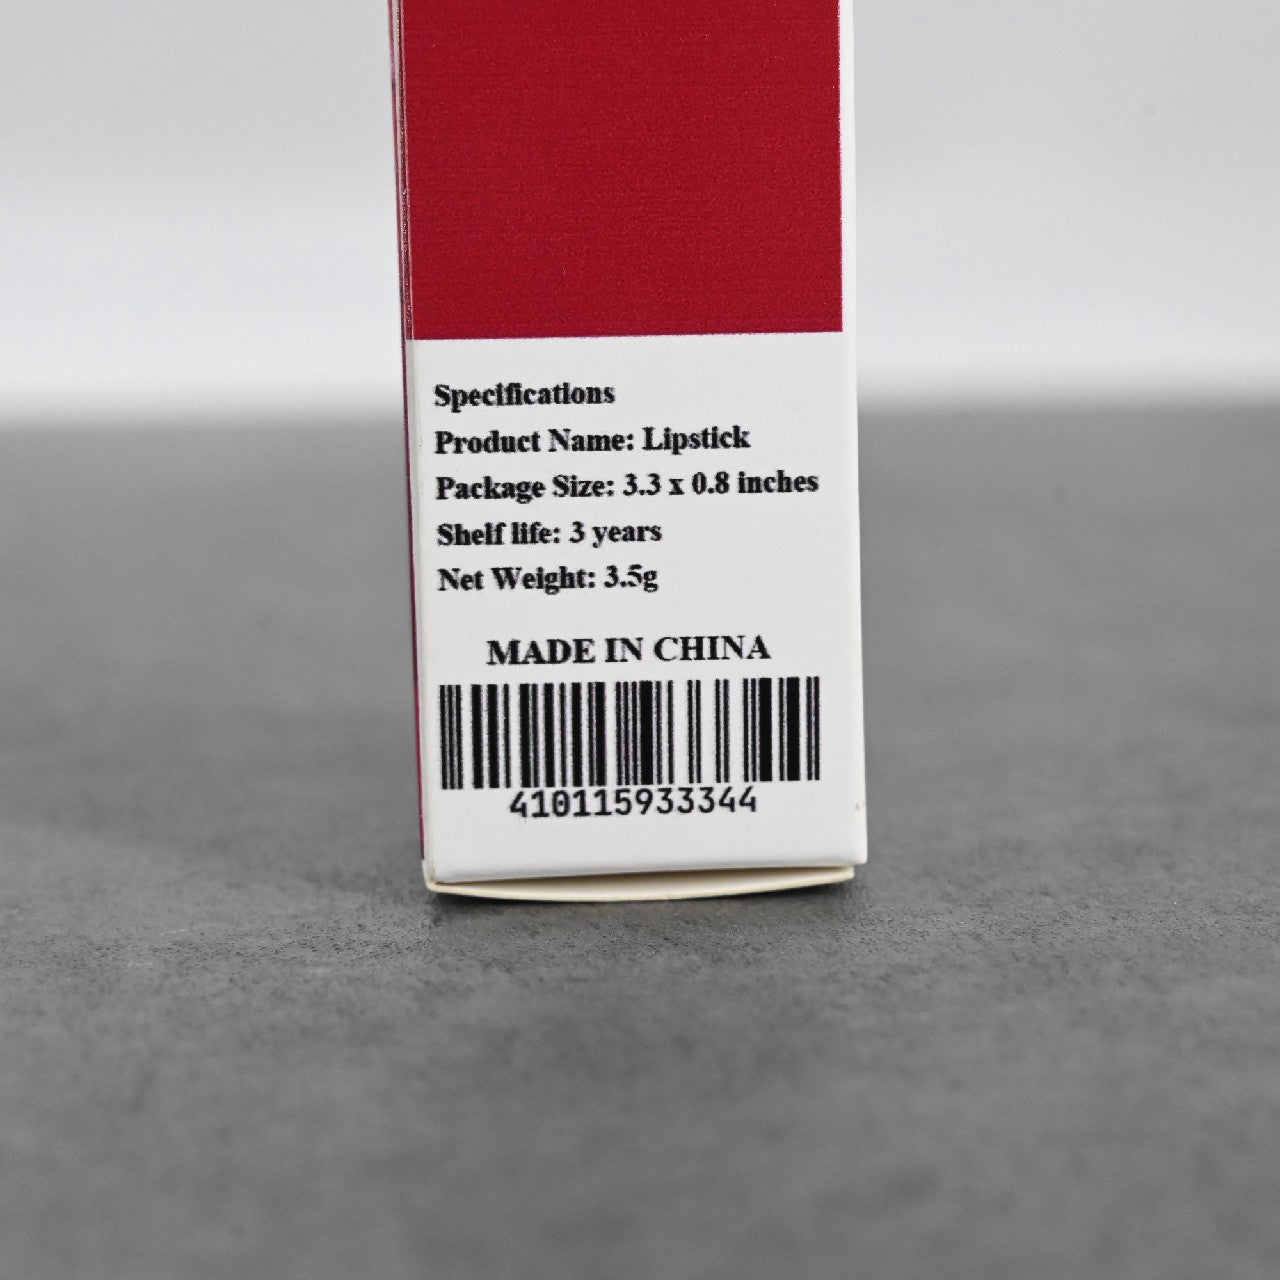 Specifications
Product Name: Lipstick
Package Size: 3.3 x 0.8 inches
Shelf life: 3 years
Net Weight: 3.5g
MADE IN CHINA
410115933344